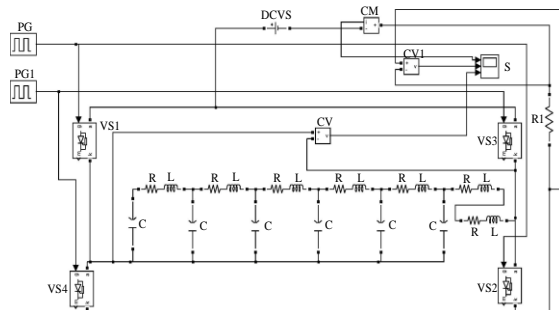 DCVS
CM
PG
CV1
S
PG1
R1
VS1
CV
VS3
R L R L R L R L R L R L
C C C C C C
R L
VS4
VS2